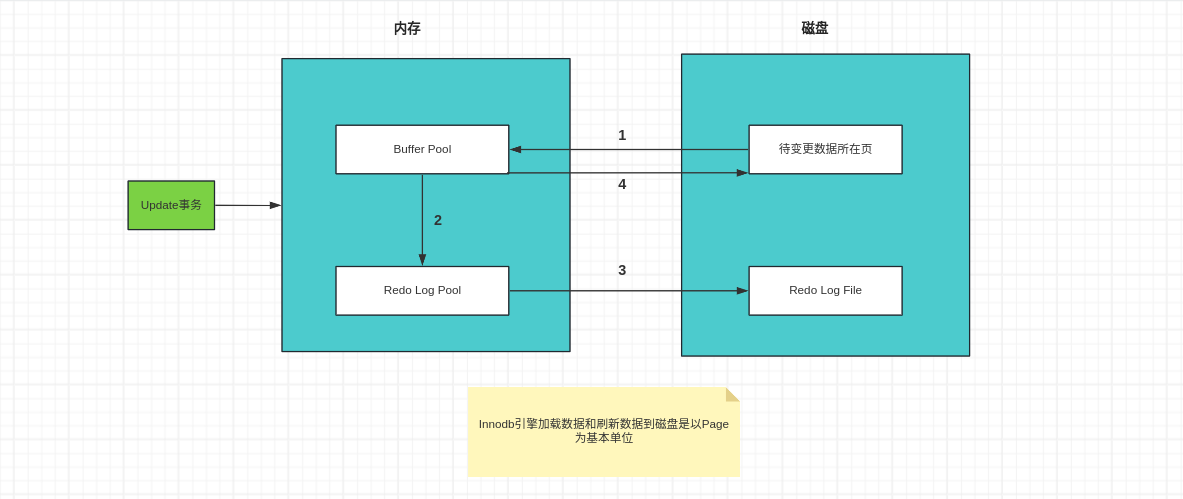 内存
磁盘
1
Buffer Pool
待变更数据所在页
4
Update事务
2
3
Redo Log Pool
Redo Log File
Innodb引擎加载数据和刷新数据到磁盘是以Page
为基本单位